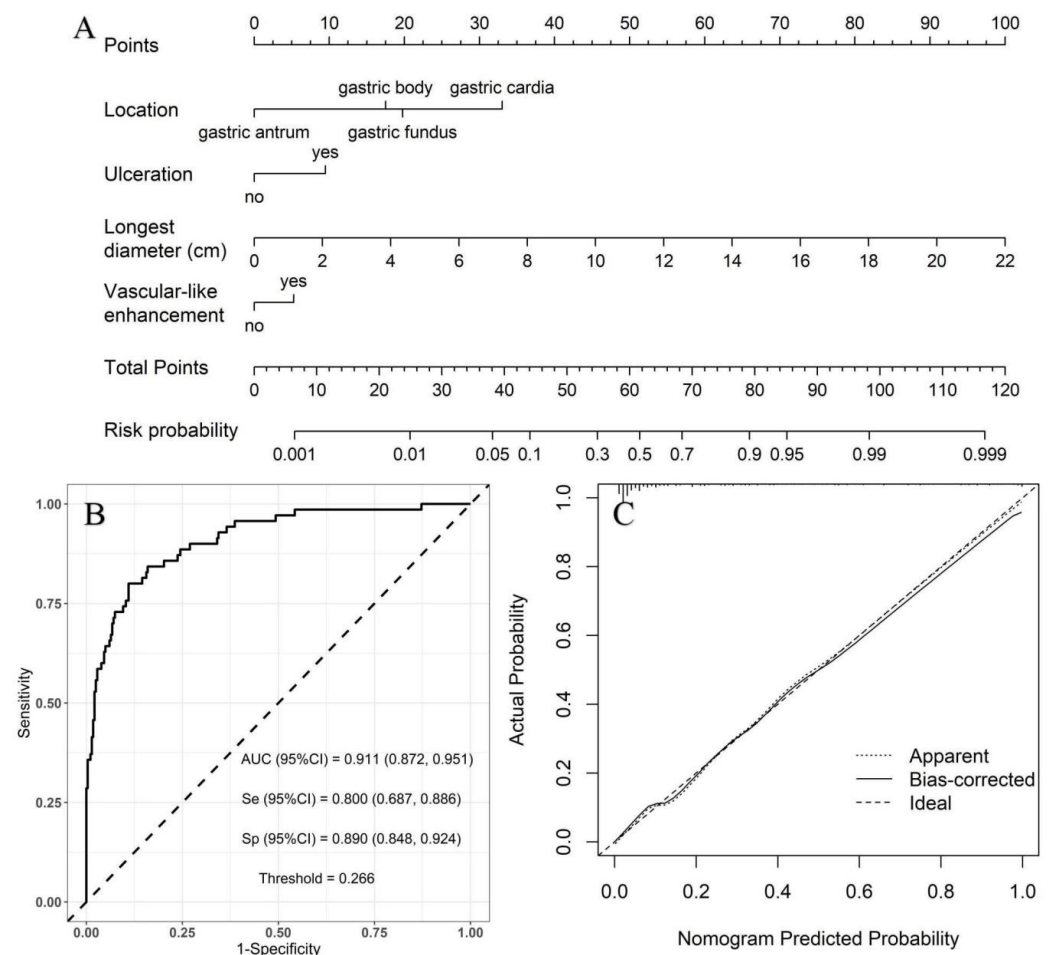 A
Points
0 10 20 30 40 50 60 70 80 90 100
Location
gastric body gastric cardia
gastric antrum gastric fundus
Ulceration
yes
no
Longest
diameter (cm)
0 2 4 6 8 10 12 14 16 18 20 22
Vascular-like
enhancement
yes
no
Total Points
0 10 20 30 40 50 60 70 80 90 100 110 120
Risk probability
0.001 0.01 0.05 0.1 0.3 0.5 0.7 0.9 0.95 0.99 0.999
B
1.00
0.75
0.50
0.25
0.00
Sensitivity
AUC (95%CI) = 0.911 (0.872, 0.951)
Se (95%CI) = 0.800 (0.687, 0.886)
Sp (95%CI) = 0.890 (0.848, 0.924)
Threshold = 0.266
0.00 0.25 0.50 0.75 1.00
1-Specificity
C
1.0
0.8
0.6
0.4
0.2
0.0
Actual Probability
Apparent
Bias-corrected
Ideal
0.0 0.2 0.4 0.6 0.8 1.0
Nomogram Predicted Probability